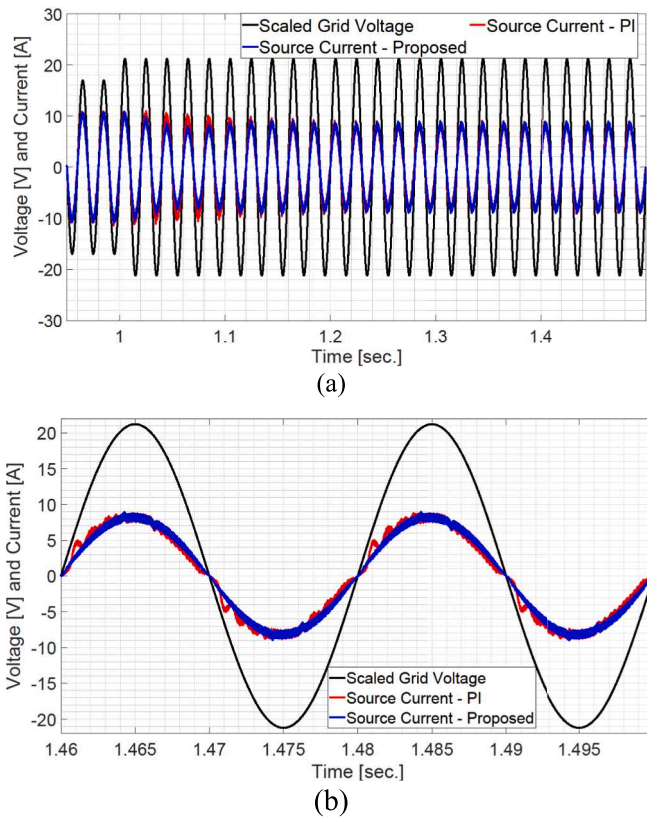 Voltage [V] and Current [A]
30
20
10
0
-10
-20
-30
Scaled Grid Voltage
Source Current - PI
Source Current - Proposed
1
1.1
1.2
1.3
1.4
Time [sec.]
(a)
Voltage [V] and Current [A]
20
15
10
5
0
-5
-10
-15
-20
Scaled Grid Voltage
Source Current - PI
Source Current - Proposed
1.46
1.465
1.47
1.475
1.48
1.485
1.49
1.495
Time [sec.]
(b)